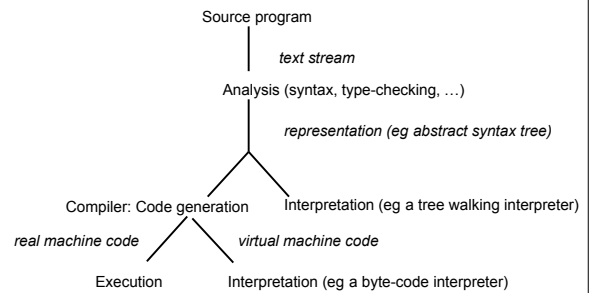 Source program
text stream
Analysis (syntax, type-checking, …)
representation (eg abstract syntax tree)
Compiler: Code generation
Interpretation (eg a tree walking interpreter)
real machine code
virtual machine code
Execution
Interpretation (eg a byte-code interpreter)